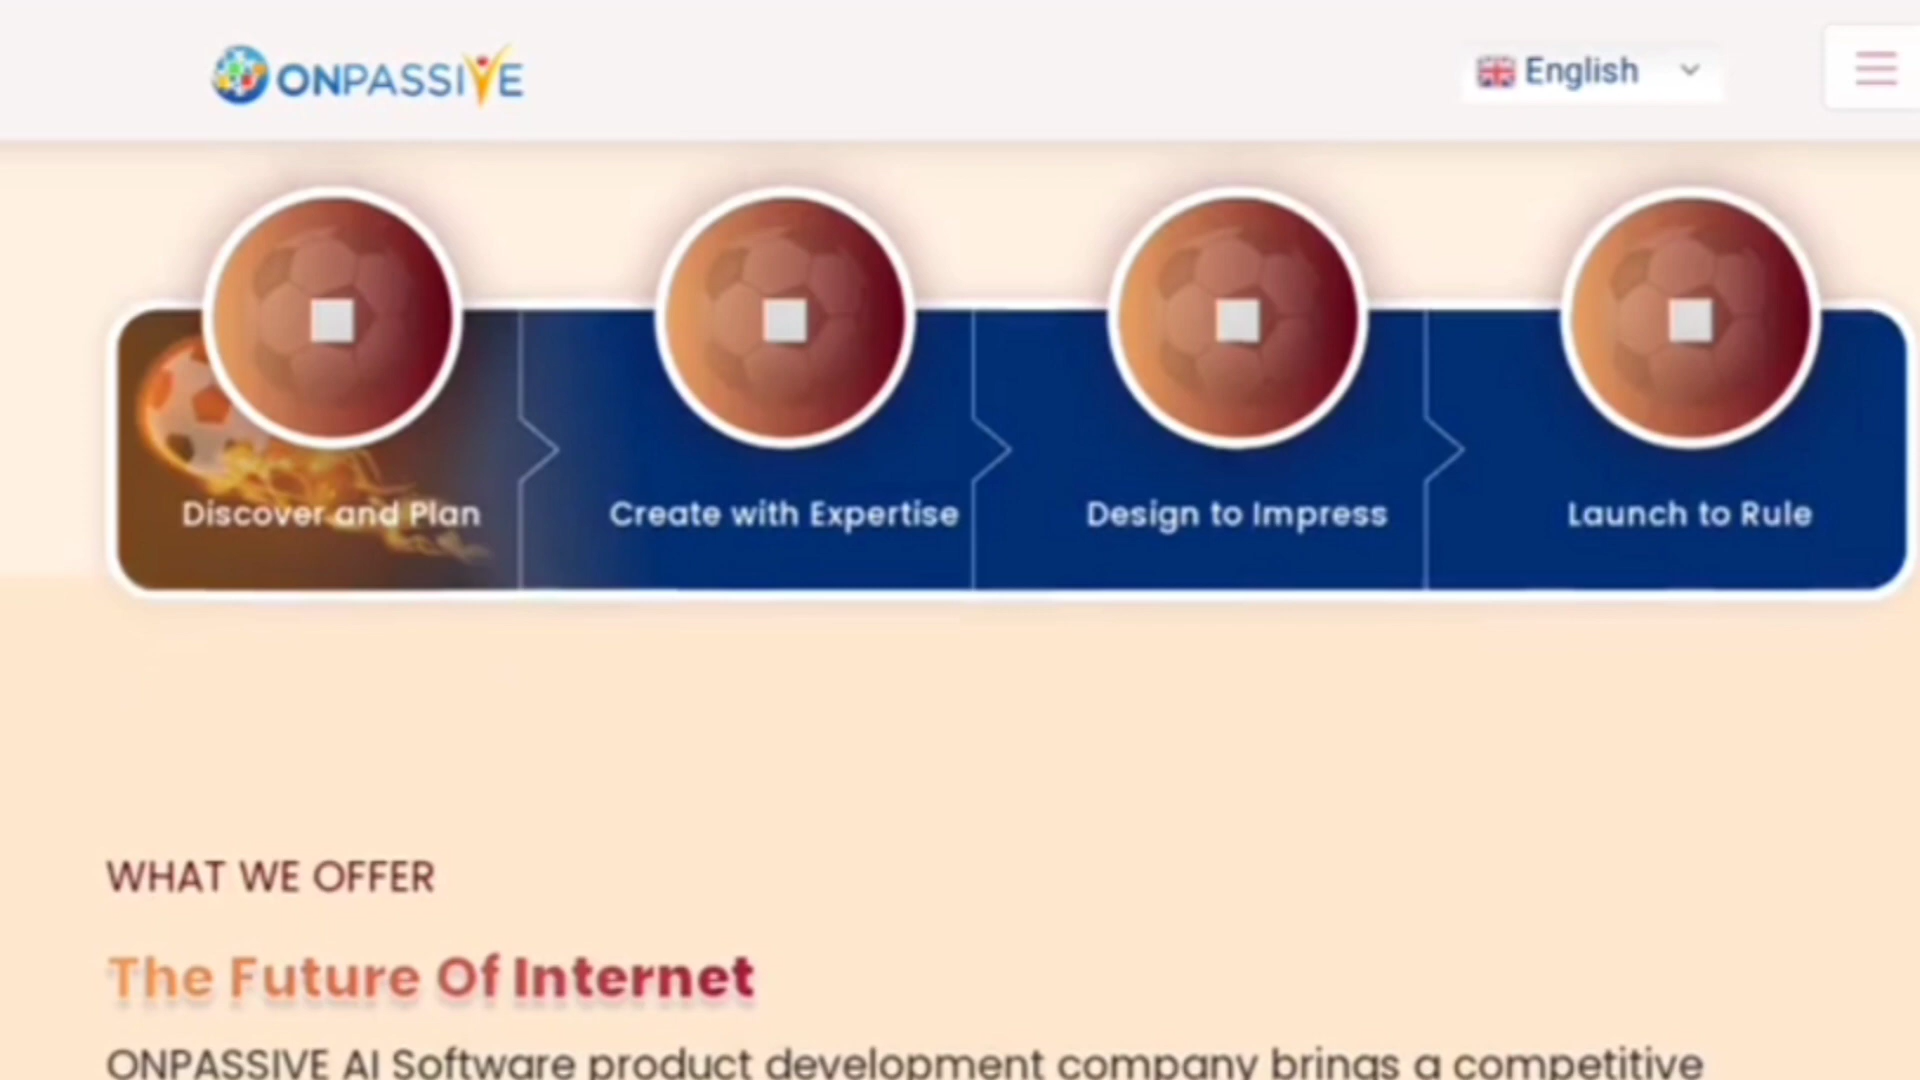 ONPASSIVE
English
Discover and Plan
Create with Expertise
Design to Impress
Launch to Rule
WHAT WE OFFER
The Future Of Internet
ONPASSIVE AI Software product development company brings a competitive